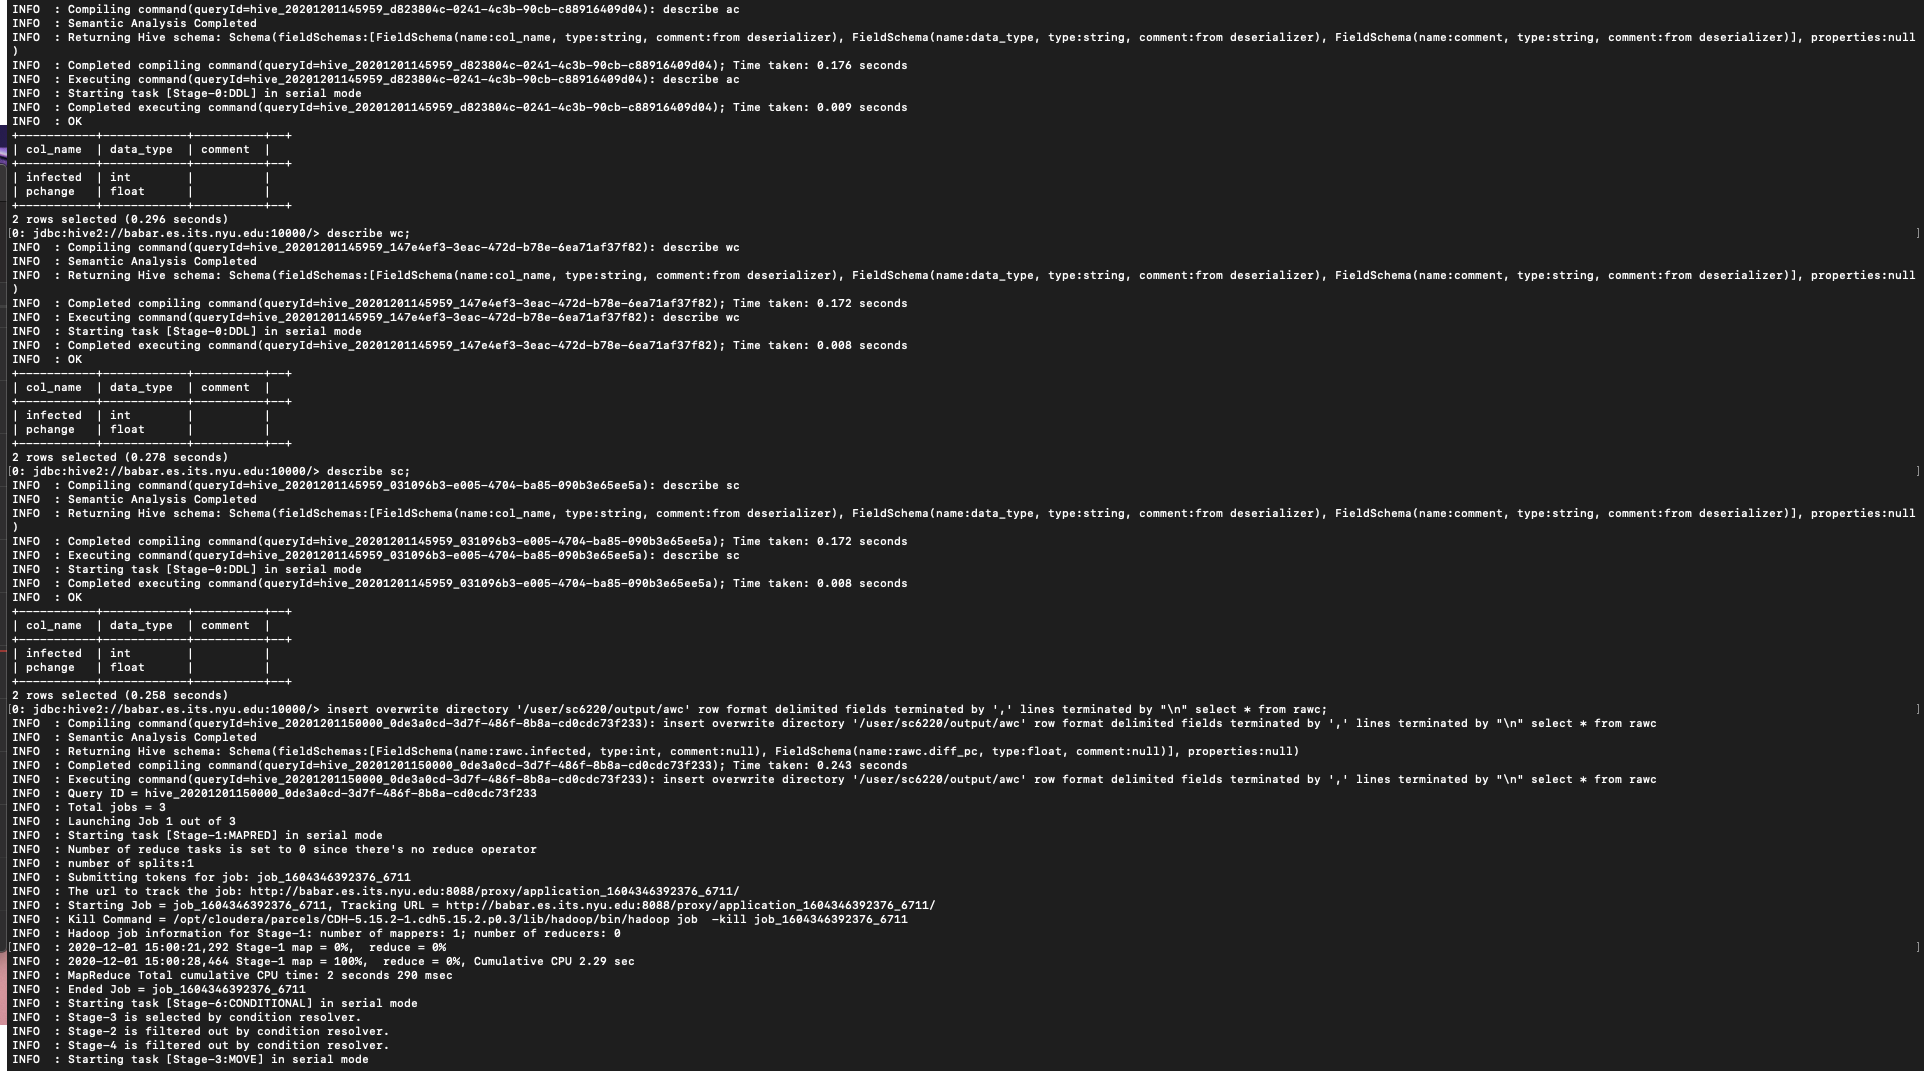 INFO  : Compiling command(queryId=hive_20201201145959_d823804c-0241-4c3b-90cb-c88916409d04): describe ac
INFO  : Semantic Analysis Completed
INFO  : Returning Hive schema: Schema(fieldSchemas:[FieldSchema(name:col_name, type:string, comment:from deserializer), FieldSchema(name:data_type, type:string, comment:from deserializer), FieldSchema(name:comment, type:string, comment:from deserializer)], properties:null
)
INFO  : Completed compiling command(queryId=hive_20201201145959_d823804c-0241-4c3b-90cb-c88916409d04); Time taken: 0.176 seconds
INFO  : Executing command(queryId=hive_20201201145959_d823804c-0241-4c3b-90cb-c88916409d04): describe ac
INFO  : Starting task [Stage-0:DDL] in serial mode
INFO  : Completed executing command(queryId=hive_20201201145959_d823804c-0241-4c3b-90cb-c88916409d04); Time taken: 0.009 seconds
INFO  : OK
+-----------+------------+----------+--+
| col_name  | data_type  | comment  |
+-----------+------------+----------+--+
| infected  | int        |          |
| pchange   | float      |          |
+-----------+------------+----------+--+
2 rows selected (0.296 seconds)
[0: jdbc:hive2://babar.es.its.nyu.edu:10000/> describe wc; ]
INFO  : Compiling command(queryId=hive_20201201145959_147e4ef3-3eac-472d-b78e-6ea71af37f82): describe wc
INFO  : Semantic Analysis Completed
INFO  : Returning Hive schema: Schema(fieldSchemas:[FieldSchema(name:col_name, type:string, comment:from deserializer), FieldSchema(name:data_type, type:string, comment:from deserializer), FieldSchema(name:comment, type:string, comment:from deserializer)], properties:null
)
INFO  : Completed compiling command(queryId=hive_20201201145959_147e4ef3-3eac-472d-b78e-6ea71af37f82); Time taken: 0.172 seconds
INFO  : Executing command(queryId=hive_20201201145959_147e4ef3-3eac-472d-b78e-6ea71af37f82): describe wc
INFO  : Starting task [Stage-0:DDL] in serial mode
INFO  : Completed executing command(queryId=hive_20201201145959_147e4ef3-3eac-472d-b78e-6ea71af37f82); Time taken: 0.008 seconds
INFO  : OK
+-----------+------------+----------+--+
| col_name  | data_type  | comment  |
+-----------+------------+----------+--+
| infected  | int        |          |
| pchange   | float      |          |
+-----------+------------+----------+--+
2 rows selected (0.278 seconds)
[0: jdbc:hive2://babar.es.its.nyu.edu:10000/> describe sc; ]
INFO  : Compiling command(queryId=hive_20201201145959_031096b3-e005-4704-ba85-090b3e65ee5a): describe sc
INFO  : Semantic Analysis Completed
INFO  : Returning Hive schema: Schema(fieldSchemas:[FieldSchema(name:col_name, type:string, comment:from deserializer), FieldSchema(name:data_type, type:string, comment:from deserializer), FieldSchema(name:comment, type:string, comment:from deserializer)], properties:null
)
INFO  : Completed compiling command(queryId=hive_20201201145959_031096b3-e005-4704-ba85-090b3e65ee5a); Time taken: 0.172 seconds
INFO  : Executing command(queryId=hive_20201201145959_031096b3-e005-4704-ba85-090b3e65ee5a): describe sc
INFO  : Starting task [Stage-0:DDL] in serial mode
INFO  : Completed executing command(queryId=hive_20201201145959_031096b3-e005-4704-ba85-090b3e65ee5a); Time taken: 0.008 seconds
INFO  : OK
+-----------+------------+----------+--+
| col_name  | data_type  | comment  |
+-----------+------------+----------+--+
| infected  | int        |          |
| pchange   | float      |          |
+-----------+------------+----------+--+
2 rows selected (0.258 seconds)
[0: jdbc:hive2://babar.es.its.nyu.edu:10000/> insert overwrite directory '/user/sc6220/output/awc' row format delimited fields terminated by ',' lines terminated by "\n" select * from rawc; ]
INFO  : Compiling command(queryId=hive_20201201150000_0de3a0cd-3d7f-486f-8b8a-cd0cdc73f233): insert overwrite directory '/user/sc6220/output/awc' row format delimited fields terminated by ',' lines terminated by "\n" select * from rawc
INFO  : Semantic Analysis Completed
INFO  : Returning Hive schema: Schema(fieldSchemas:[FieldSchema(name:rawc.infected, type:int, comment:null), FieldSchema(name:rawc.diff_pc, type:float, comment:null)], properties:null)
INFO  : Completed compiling command(queryId=hive_20201201150000_0de3a0cd-3d7f-486f-8b8a-cd0cdc73f233); Time taken: 0.243 seconds
INFO  : Executing command(queryId=hive_20201201150000_0de3a0cd-3d7f-486f-8b8a-cd0cdc73f233): insert overwrite directory '/user/sc6220/output/awc' row format delimited fields terminated by ',' lines terminated by "\n" select * from rawc
INFO  : Query ID = hive_20201201150000_0de3a0cd-3d7f-486f-8b8a-cd0cdc73f233
INFO  : Total jobs = 3
INFO  : Launching Job 1 out of 3
INFO  : Starting task [Stage-1:MAPRED] in serial mode
INFO  : Number of reduce tasks is set to 0 since there's no reduce operator
INFO  : number of splits:1
INFO  : Submitting tokens for job: job_1604346392376_6711
INFO  : The url to track the job: http://babar.es.its.nyu.edu:8088/proxy/application_1604346392376_6711/
INFO  : Starting Job = job_1604346392376_6711, Tracking URL = http://babar.es.its.nyu.edu:8088/proxy/application_1604346392376_6711/
INFO  : Kill Command = /opt/cloudera/parcels/CDH-5.15.2-1.cdh5.15.2.p0.3/lib/hadoop/bin/hadoop job  -kill job_1604346392376_6711
INFO  : Hadoop job information for Stage-1: number of mappers: 1; number of reducers: 0
[INFO  : 2020-12-01 15:00:21,292 Stage-1 map = 0%,  reduce = 0% ]
INFO  : 2020-12-01 15:00:28,464 Stage-1 map = 100%,  reduce = 0%, Cumulative CPU 2.29 sec
INFO  : MapReduce Total cumulative CPU time: 2 seconds 290 msec
INFO  : Ended Job = job_1604346392376_6711
INFO  : Starting task [Stage-6:CONDITIONAL] in serial mode
INFO  : Stage-3 is selected by condition resolver.
INFO  : Stage-2 is filtered out by condition resolver.
INFO  : Stage-4 is filtered out by condition resolver.
INFO  : Starting task [Stage-3:MOVE] in serial mode